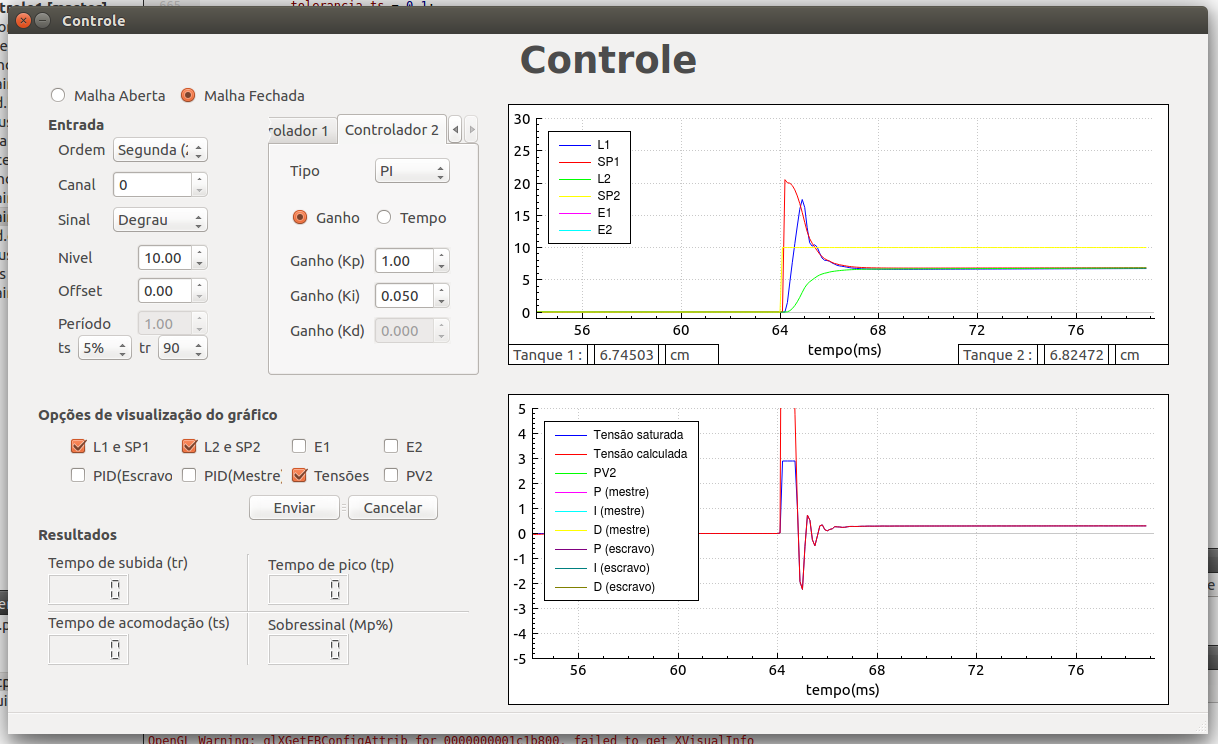 tolerancia_ts = 0.1;
Controle
Controle
Malha Aberta Malha Fechada
Entrada
Ordem Segunda (
Canal 0
Sinal Degrau
Nivel 10.00
Offset 0.00
Período 1.00
ts 5% tr 90
rolador 1 Controlador 2
Tipo PI
Ganho Tempo
Ganho (Kp) 1.00
Ganho (Ki) 0.050
Ganho (Kd) 0.000
Opções de visualização do gráfico
L1 e SP1 L2 e SP2 E1 E2
PID(Escravo PID(Mestre) Tensões PV2
Enviar Cancelar
Resultados
Tempo de subida (tr) Tempo de pico (tp)
0 0
Tempo de acomodação (ts) Sobressinal (Mp%)
0 0
30
25
20
15
10
5
0
L1
SP1
L2
SP2
E1
E2
56 60 64 68 72 76
tempo(ms)
Tanque 1 : 6.74503 cm Tanque 2 : 6.82472 cm
5
4
3
2
1
0
-1
-2
-3
-4
-5
Tensão saturada
Tensão calculada
PV2
P (mestre)
I (mestre)
D (mestre)
P (escravo)
I (escravo)
D (escravo)
56 60 64 68 72 76
tempo(ms)
OpenGL Warning: glXGetFBConfigAttrib for 0000000001c1b800, failed to get XVisualInfo